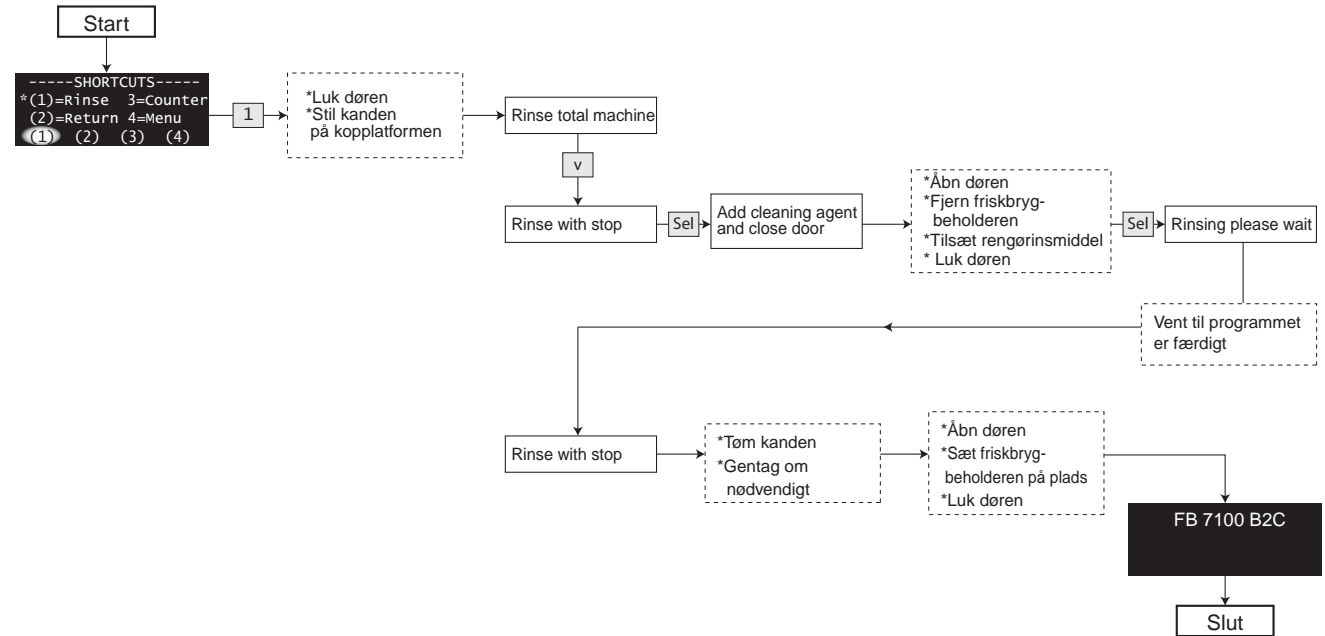 Start
-----SHORTCUTS-----
*(1)=Rinse 3=Counter
(2)=Return 4=Menu
(1) (2) (3) (4)
1
*Luk døren
*Stil kanden
på kopplatformen
Rinse total machine
v
Rinse with stop
Sel
Add cleaning agent
and close door
*Åbn døren
*Fjern friskbryg-
beholderen
*Tilsæt rengørinsmiddel
* Luk døren
Sel
Rinsing please wait
Vent til programmet
er færdigt
Rinse with stop
*Tøm kanden
*Gentag om
nødvendigt
*Åbn døren
*Sæt friskbryg-
beholderen på plads
*Luk døren
FB 7100 B2C
Slut